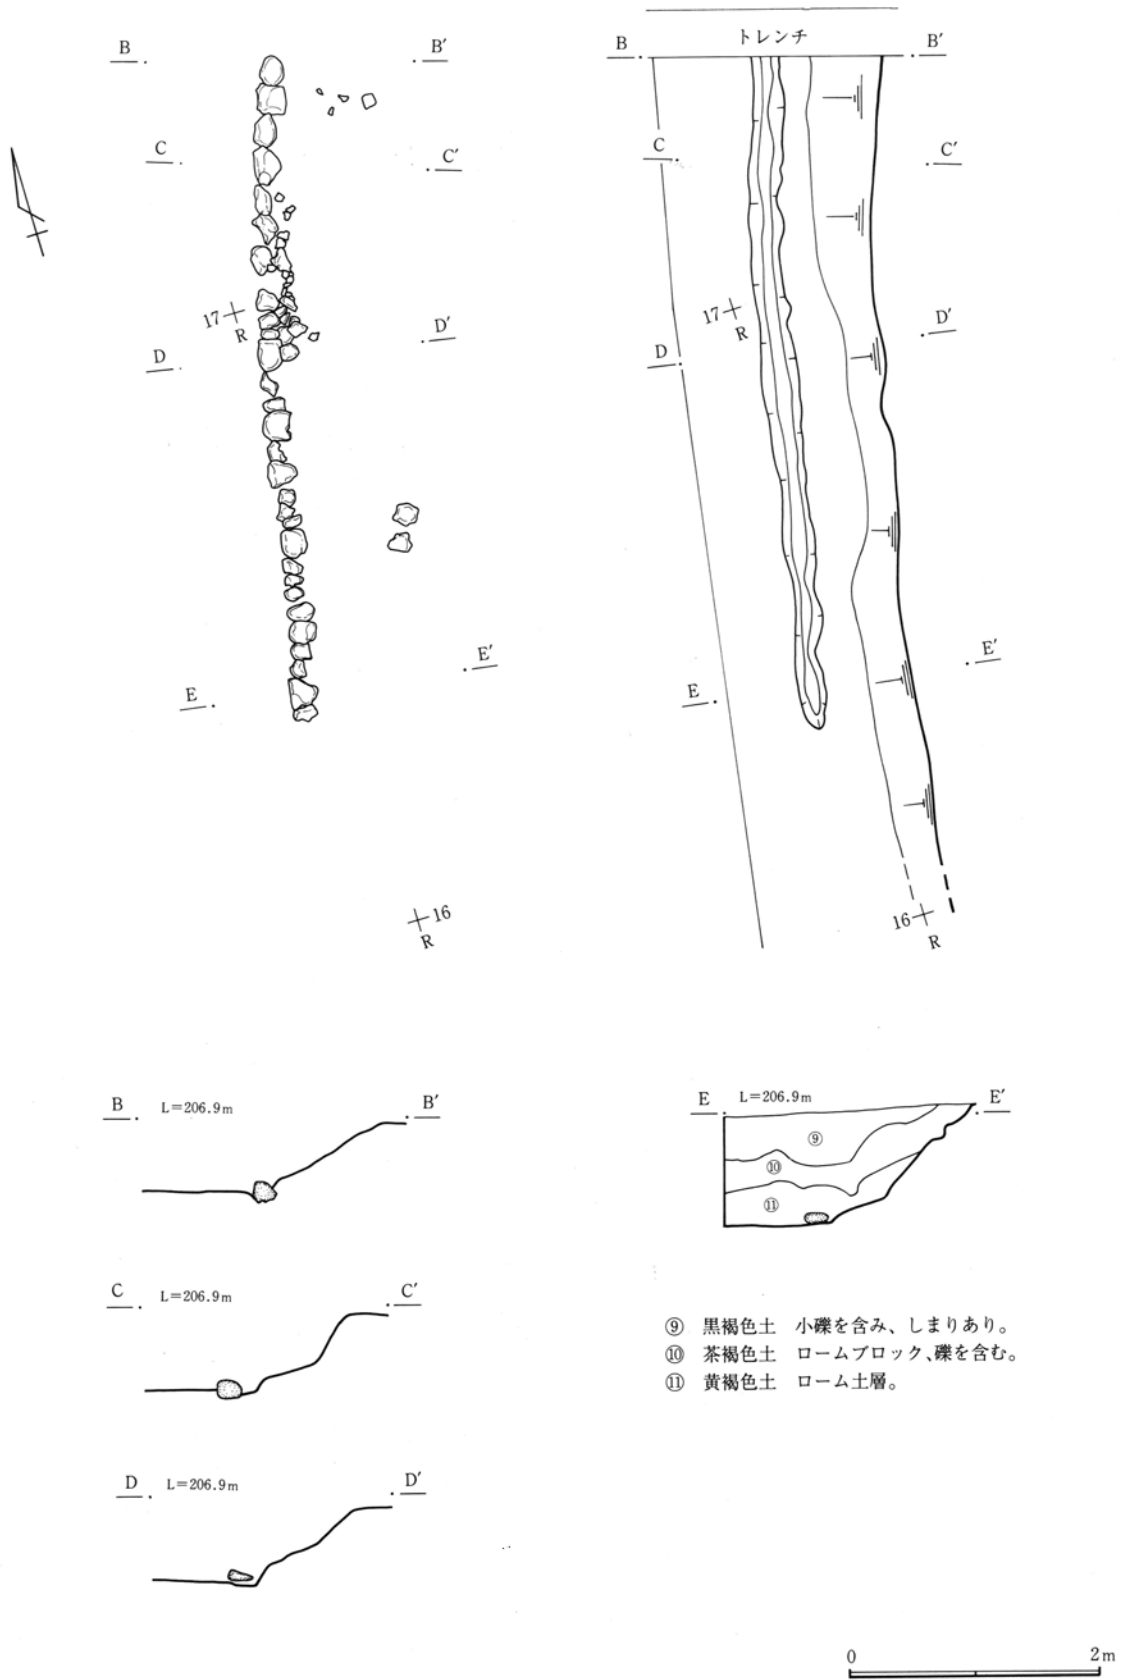 B B′
C C′
17
R
D D′
E E′
16
R
トレンチ
B B′
C C′
17
R
D D′
E E′
16
R
B L=206.9m B′
C L=206.9m C′
D L=206.9m D′
E L=206.9m E′
⑨
⑩
⑪
⑨ 黒褐色土 小礫を含み、しまりあり。
⑩ 茶褐色土 ロームブロック、礫を含む。
⑪ 黄褐色土 ローム土層。
0 2m